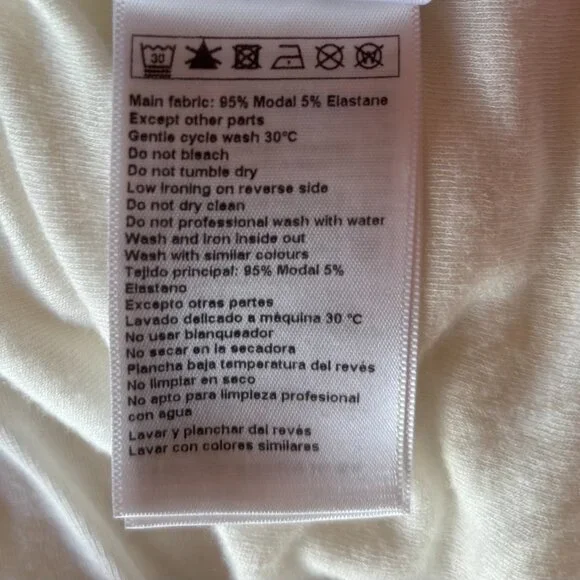 30
Main fabric: 95% Modal 5% Elastane
Except other parts
Gentle cycle wash 30°C
Do not bleach
Do not tumble dry
Low ironing on reverse side
Do not dry clean
Do not professional wash with water
Wash and iron inside out
Wash with similar colours
Tejido principal: 95% Modal 5%
Elastano
Excepto otras partes
Lavado delicado a máquina 30 °C
No usar blanqueador
No secar en la secadora
Plancha baja temperatura del revés
No limpiar en seco
No apto para limpieza profesional
con agua
Lavar y planchar del revés
Lavar con colores similares